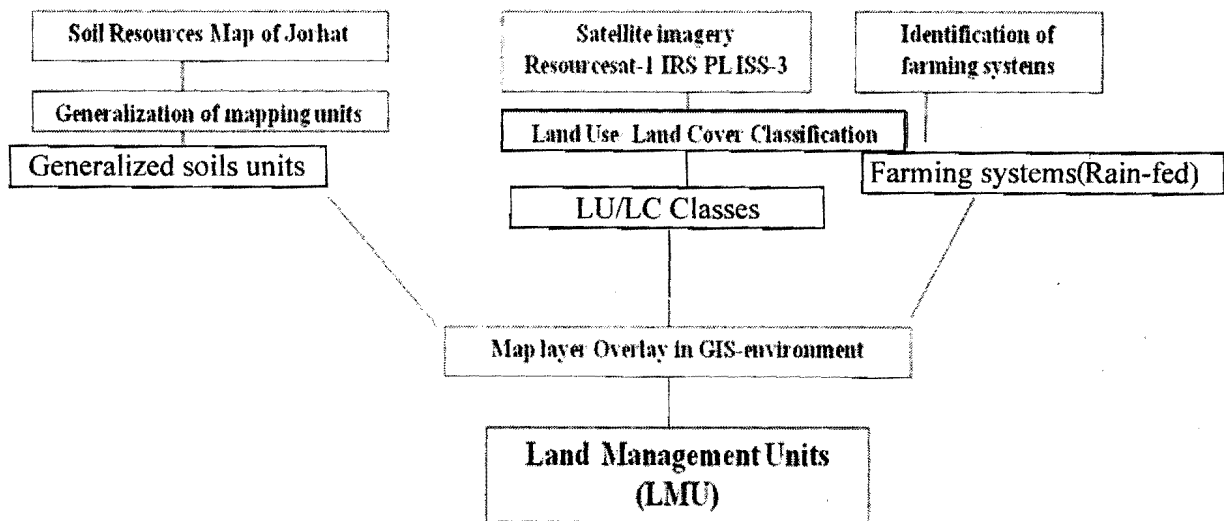 Soil Resources Map of Jorhat
Generalization of mapping units
Generalized soils units
Satellite imagery
Resourcesat-1 IRS PL ISS-3
Land Use Land Cover Classification
LU/LC Classes
Identification of
farming systems
Farming systems(Rain-fed)
Map layer Overlay in GIS-environment
Land Management Units
(LMU)